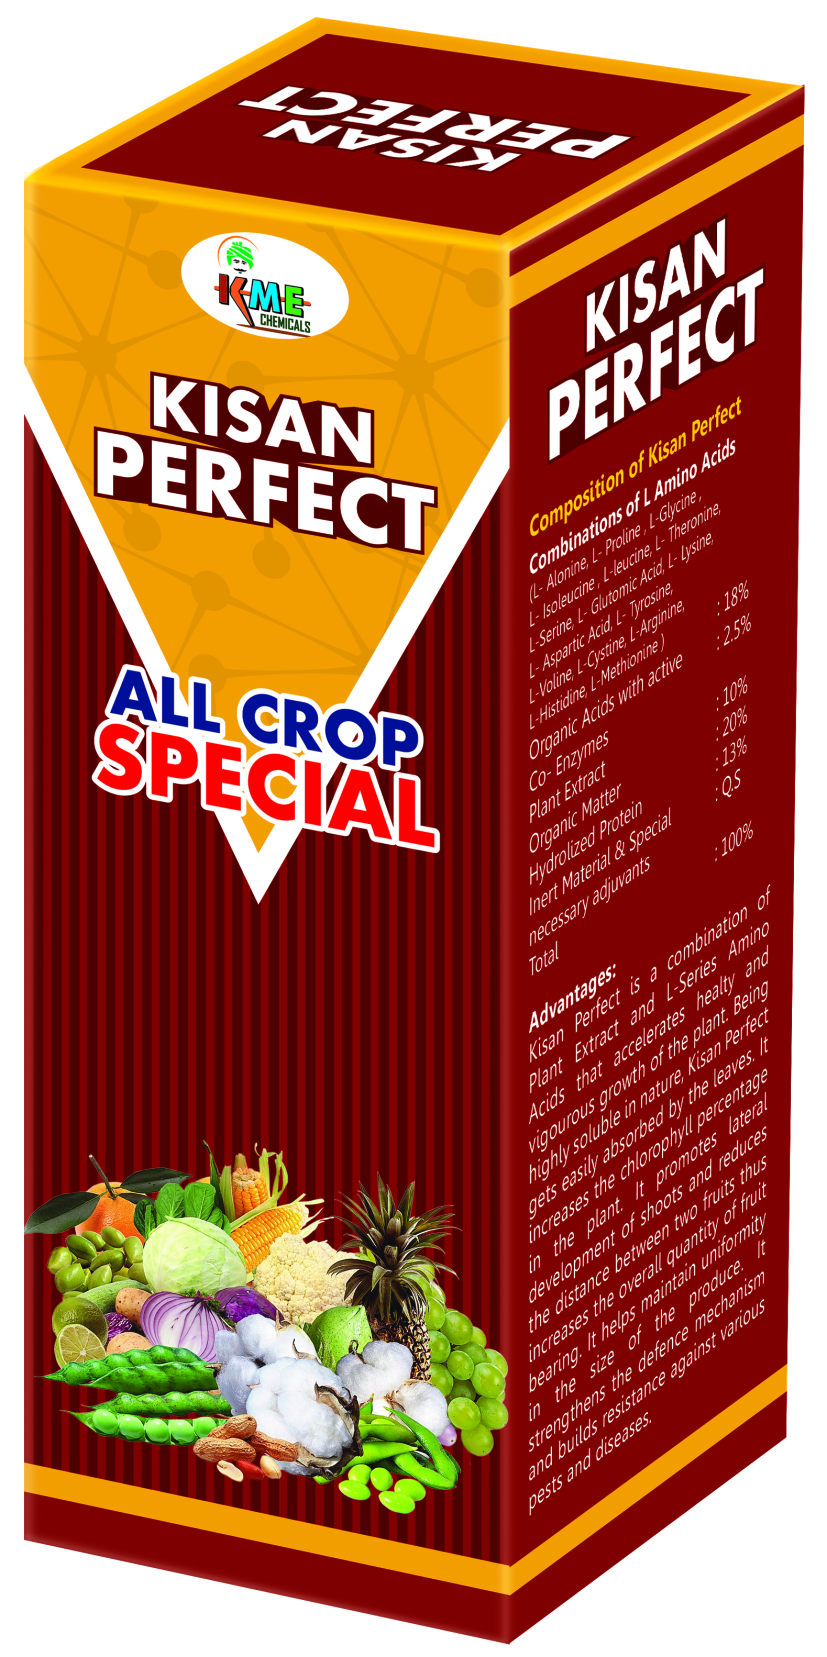 KISAN
PERFECT
KME
CHEMICALS
KISAN
PERFECT
ALL CROP
SPECIAL
KISAN
PERFECT
Composition of Kisan Perfect
Combinations of L Amino Acids
(L- Alonine, L- Proline , L-Glycine ,
L- Isoleucine , L-leucine, L- Theronine,
L-Serine, L- Glutomic Acid, L- Lysine,
L- Aspartic Acid, L- Tyrosine,
L-Voline, L-Cystine, L-Arginine,
L-Histidine, L-Methionine ) : 18%
Organic Acids with active : 2.5%
Co- Enzymes
Plant Extract : 10%
Organic Matter : 20%
Hydrolized Protein : 13%
Inert Material & Special : Q.S
necessary adjuvants
Total : 100%
Advantages:
Kisan Perfect is a combination of
Plant Extract and L-Series Amino
Acids that accelerates healty and
vigourous growth of the plant. Being
highly soluble in nature, Kisan Perfect
gets easily absorbed by the leaves. It
increases the chlorophyll percentage
in the plant. It promotes lateral
development of shoots and reduces
the distance between two fruits thus
increases the overall quantity of fruit
bearing. It helps maintain uniformity
in the size of the produce. It
strengthens the defence mechanism
and builds resistance against various
pests and diseases.